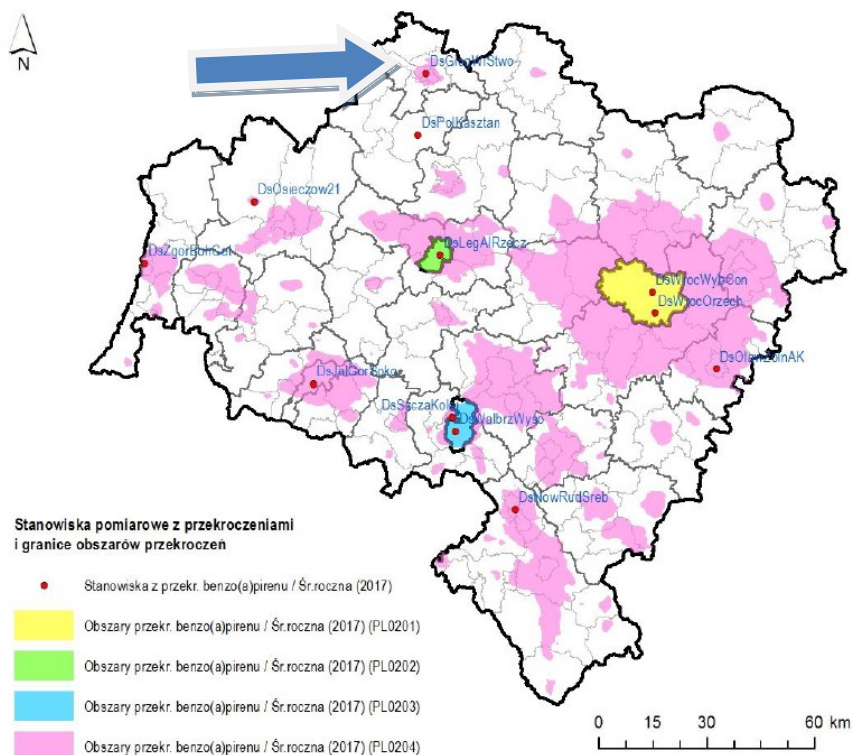 N
DsGlogWiStwo
DsPolKasztan
DsOsieczow21
DsLegAlRzecz
DsWrocWybCon
DsWrocOrzech
DsJelGorSoko
DsWalbrzWyso
DsNowRudSreb
Stanowiska pomiarowe z przekroczeniami
i granice obszarów przekroczeń
Stanowiska z przekr. benzo(a)pirenu / Śr.roczna (2017)
Obszary przekr. benzo(a)pirenu / Śr.roczna (2017) (PL0201)
Obszary przekr. benzo(a)pirenu / Śr.roczna (2017) (PL0202)
Obszary przekr. benzo(a)pirenu / Śr.roczna (2017) (PL0203)
Obszary przekr. benzo(a)pirenu / Śr.roczna (2017) (PL0204)
0 15 30 60 km